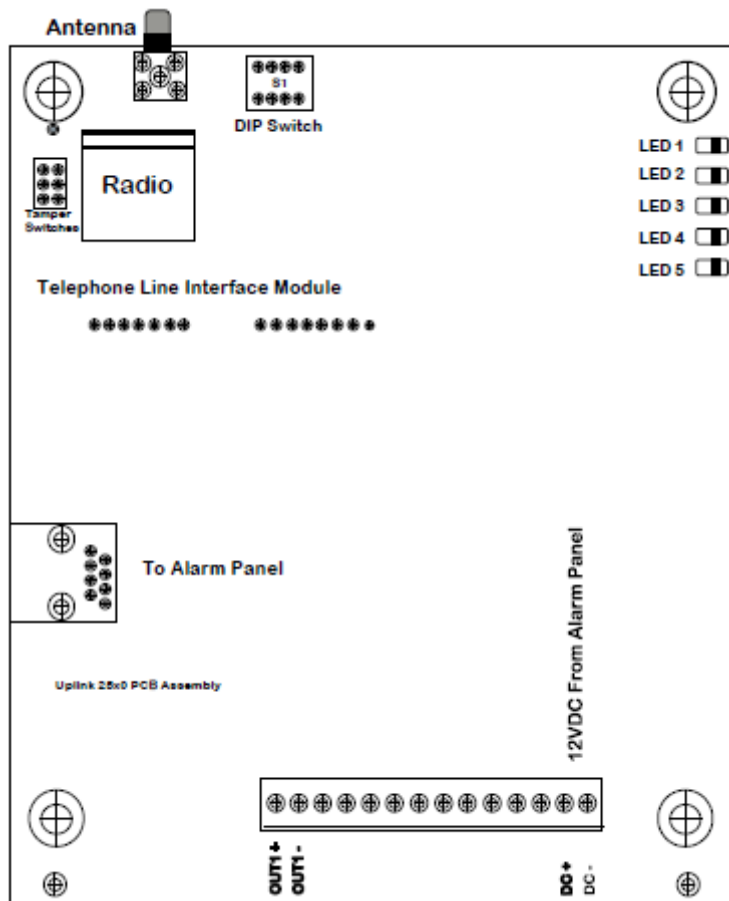 Antenna
S1
DIP Switch
LED 1
LED 2
LED 3
LED 4
LED 5
Radio
Tamper
Switches
Telephone Line Interface Module
To Alarm Panel
12VDC From Alarm Panel
Uplink 25x0 PCB Assembly
OUT1+
OUT1-
DC+
DC-